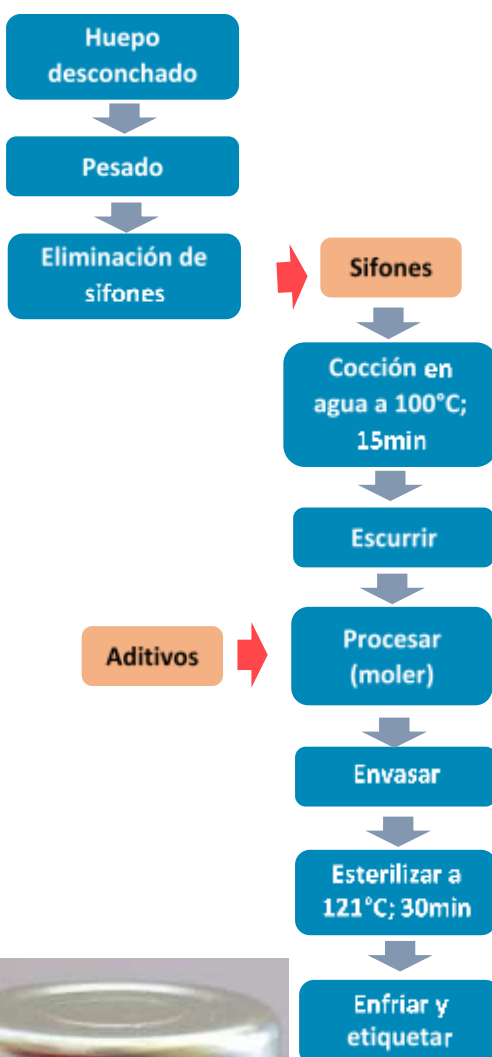 Huepo
desconchado
Pesado
Eliminación de
sifones
Sifones
Cocción en
agua a 100°C;
15min
Escurrir
Aditivos
Procesar
(moler)
Envasar
Esterilizar a
121°C; 30min
Enfriar y
etiquetar